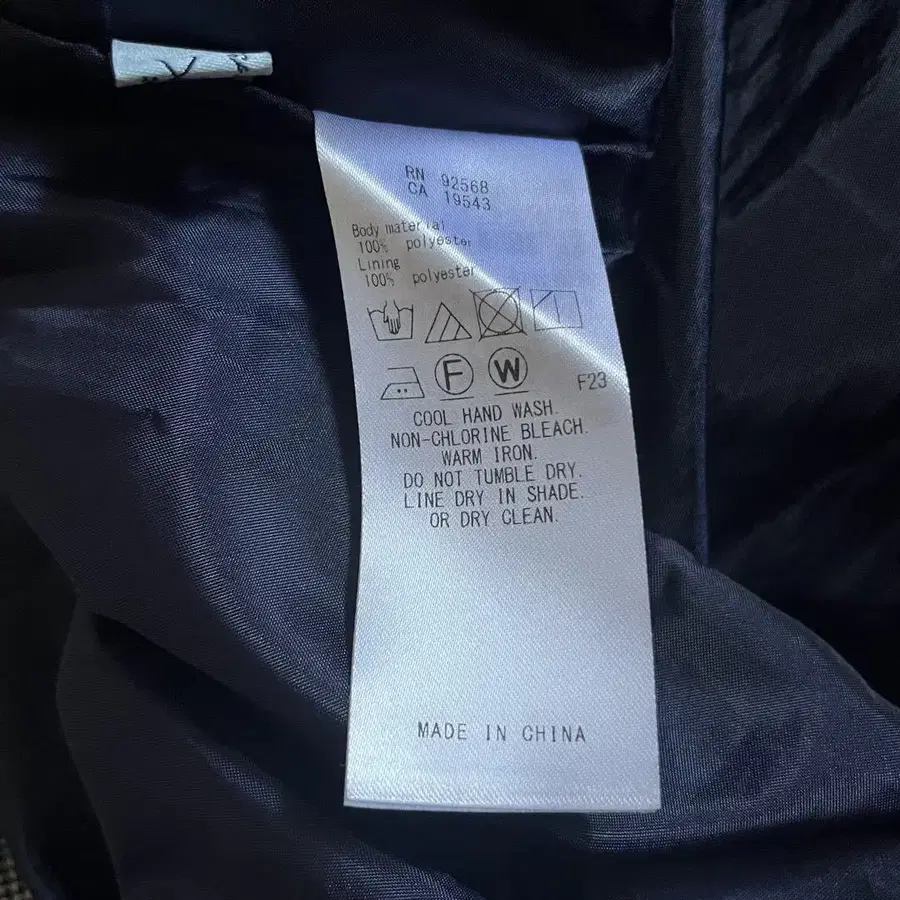 RN 92568
CA 19543
Body material
100% polyester
Lining
100% polyester
F W
F23
COOL HAND WASH.
NON-CHLORINE BLEACH.
WARM IRON.
DO NOT TUMBLE DRY.
LINE DRY IN SHADE.
OR DRY CLEAN.
MADE IN CHINA